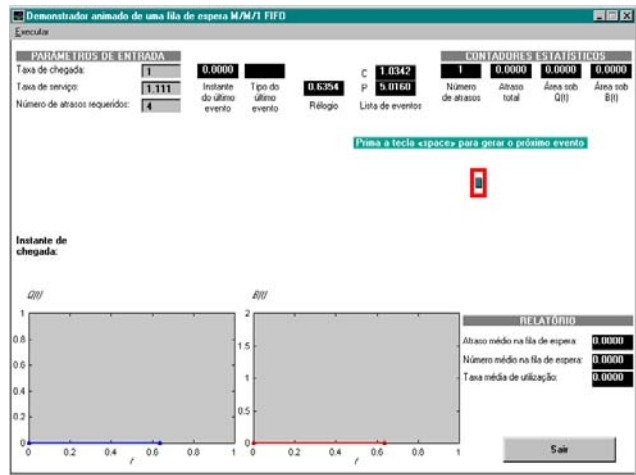 Demonstrador animado de uma fila de espera M/M/1 FIFO
Executar
PARÂMETROS DE ENTRADA
Taxa de chegada: 1
Taxa de serviço: 1.111
Número de atrasos requeridos: 4
0.0000
Instante do último evento
Tipo do último evento
0.6354
Rélogio
C 1.0342
P 5.0160
Lista de eventos
CONTADORES ESTATÍSTICOS
1 0.0000 0.0000 0.0000
Número de atrasos
Atraso total
Área sob Q(t)
Área sob B(t)
Prima a tecla <space> para gerar o próximo evento
Instante de
chegada:
Q(t)
1
0.8
0.6
0.4
0.2
0
0 0.2 0.4 0.6 0.8 1
t
B(t)
2
1.5
1
0.5
0
0 0.2 0.4 0.6 0.8 1
t
RELATÓRIO
Atraso médio na fila de espera: 0.0000
Número médio na fila de espera: 0.0000
Taxa média de utilização: 0.0000
Sair